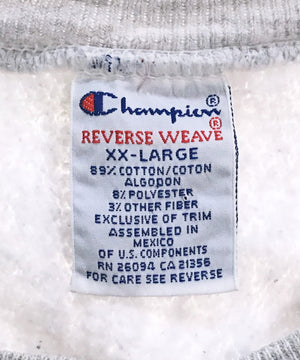 Champion®
REVERSE WEAVE®
XX-LARGE
89% COTTON/COTON
ALGODON
8% POLYESTER
3% OTHER FIBER
EXCLUSIVE OF TRIM
ASSEMBLED IN
MEXICO
OF U.S. COMPONENTS
RN 26094 CA 21356
FOR CARE SEE REVERSE